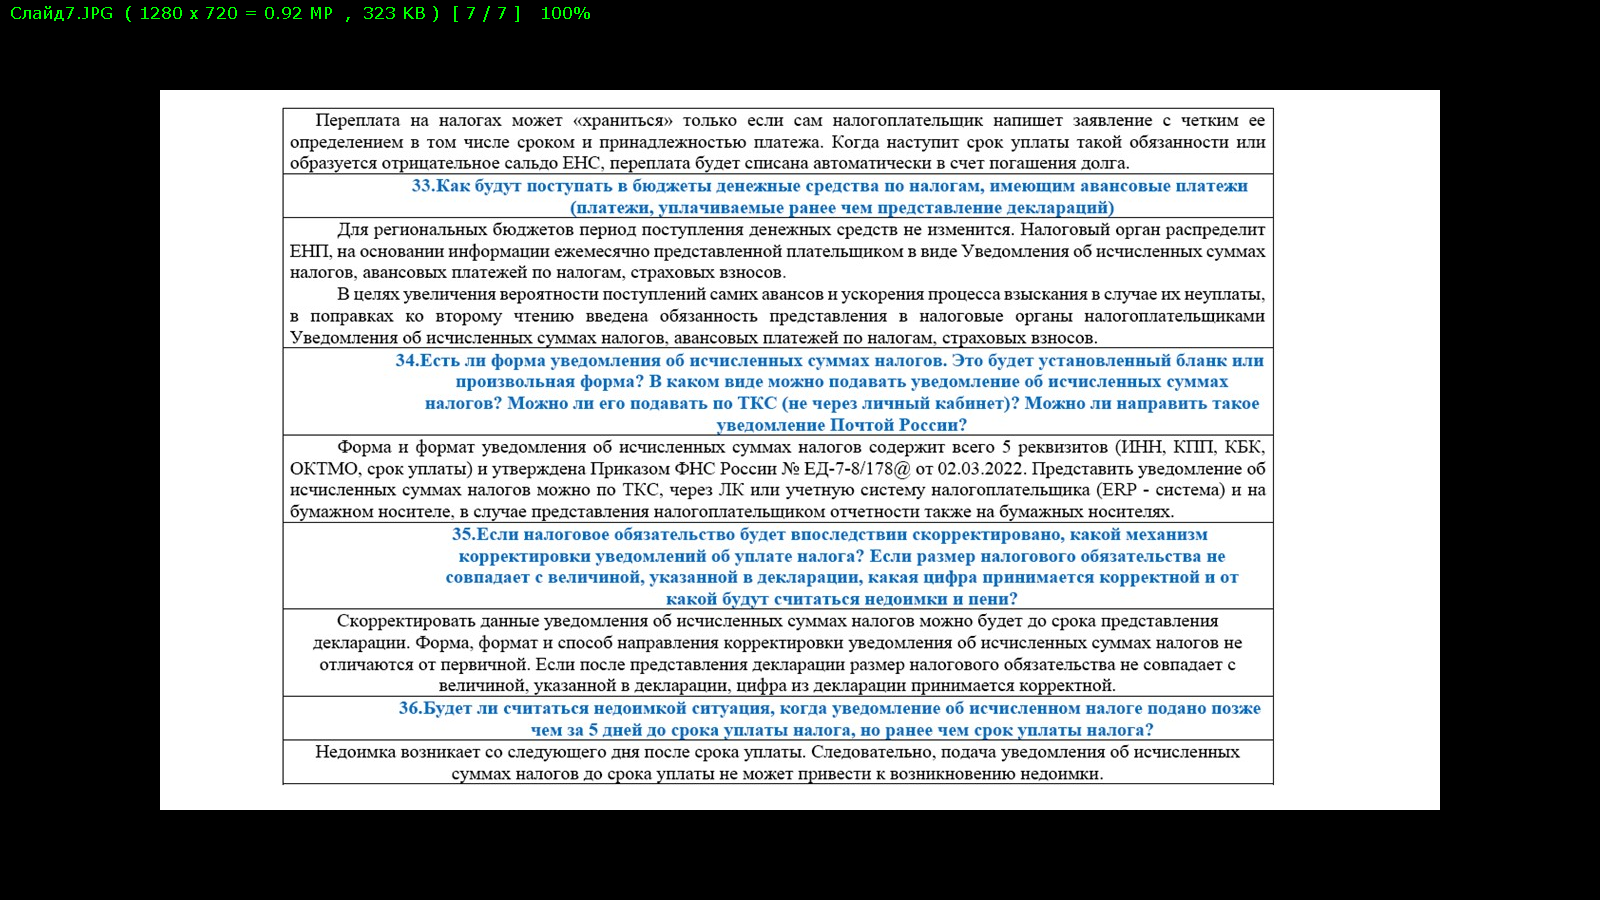 Слайд7.JPG ( 1280 x 720 = 0.92 MP , 323 KB ) [ 7 / 7 ] 100%
Переплата на налогах может «храниться» только если сам налогоплательщик напишет заявление с четким ее
определением в том числе сроком и принадлежностью платежа. Когда наступит срок уплаты такой обязанности или
образуется отрицательное сальдо ЕНС, переплата будет списана автоматически в счет погашения долга.
33.Как будут поступать в бюджеты денежные средства по налогам, имеющим авансовые платежи
(платежи, уплачиваемые ранее чем представление деклараций)
Для региональных бюджетов период поступления денежных средств не изменится. Налоговый орган распределит
ЕНП, на основании информации ежемесячно представленной плательщиком в виде Уведомления об исчисленных суммах
налогов, авансовых платежей по налогам, страховых взносов.
В целях увеличения вероятности поступлений самих авансов и ускорения процесса взыскания в случае их неуплаты,
в поправках ко второму чтению введена обязанность представления в налоговые органы налогоплательщиками
Уведомления об исчисленных суммах налогов, авансовых платежей по налогам, страховых взносов.
34.Есть ли форма уведомления об исчисленных суммах налогов. Это будет установленный бланк или
произвольная форма? В каком виде можно подавать уведомление об исчисленных суммах
налогов? Можно ли его подавать по ТКС (не через личный кабинет)? Можно ли направить такое
уведомление Почтой России?
Форма и формат уведомления об исчисленных суммах налогов содержит всего 5 реквизитов (ИНН, КПП, КБК,
ОКТМО, срок уплаты) и утверждена Приказом ФНС России № ЕД-7-8/178@ от 02.03.2022. Представить уведомление об
исчисленных суммах налогов можно по ТКС, через ЛК или учетную систему налогоплательщика (ERP - система) и на
бумажном носителе, в случае представления налогоплательщиком отчетности также на бумажных носителях.
35.Если налоговое обязательство будет впоследствии скорректировано, какой механизм
корректировки уведомлений об уплате налога? Если размер налогового обязательства не
совпадает с величиной, указанной в декларации, какая цифра принимается корректной и от
какой будут считаться недоимки и пени?
Скорректировать данные уведомления об исчисленных суммах налогов можно будет до срока представления
декларации. Форма, формат и способ направления корректировки уведомления об исчисленных суммах налогов не
отличаются от первичной. Если после представления декларации размер налогового обязательства не совпадает с
величиной, указанной в декларации, цифра из декларации принимается корректной.
36.Будет ли считаться недоимкой ситуация, когда уведомление об исчисленном налоге подано позже
чем за 5 дней до срока уплаты налога, но ранее чем срок уплаты налога?
Недоимка возникает со следующего дня после срока уплаты. Следовательно, подача уведомления об исчисленных
суммах налогов до срока уплаты не может привести к возникновению недоимки.